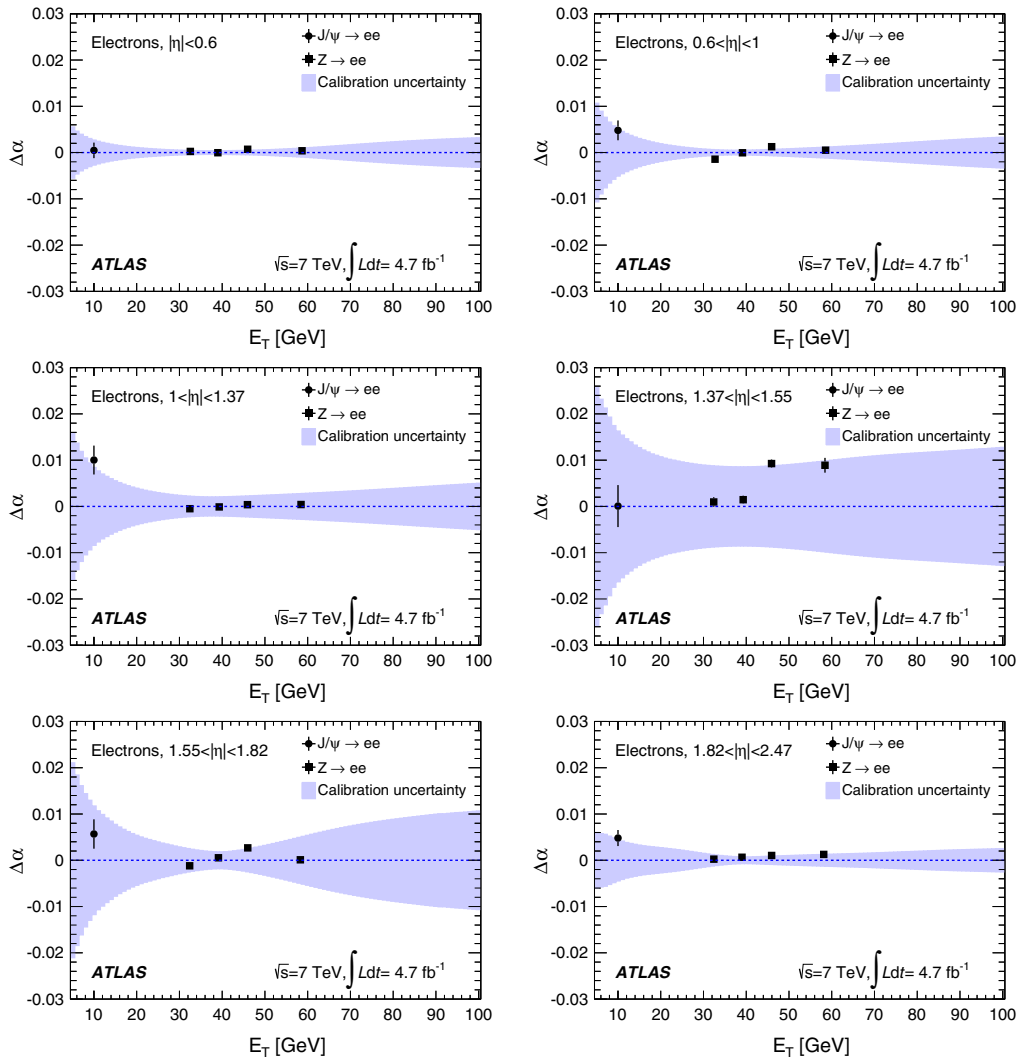 Electrons, |η|<0.6
J/ψ → ee
Z → ee
Calibration uncertainty
0.03
0.02
0.01
0
-0.01
-0.02
-0.03
Δα
ATLAS
√s=7 TeV, ∫ Ldt= 4.7 fb⁻¹
10 20 30 40 50 60 70 80 90 100
E_T [GeV]
Electrons, 0.6<|η|<1
J/ψ → ee
Z → ee
Calibration uncertainty
0.03
0.02
0.01
0
-0.01
-0.02
-0.03
Δα
ATLAS
√s=7 TeV, ∫ Ldt= 4.7 fb⁻¹
10 20 30 40 50 60 70 80 90 100
E_T [GeV]
Electrons, 1<|η|<1.37
J/ψ → ee
Z → ee
Calibration uncertainty
0.03
0.02
0.01
0
-0.01
-0.02
-0.03
Δα
ATLAS
√s=7 TeV, ∫ Ldt= 4.7 fb⁻¹
10 20 30 40 50 60 70 80 90 100
E_T [GeV]
Electrons, 1.37<|η|<1.55
J/ψ → ee
Z → ee
Calibration uncertainty
0.03
0.02
0.01
0
-0.01
-0.02
-0.03
Δα
ATLAS
√s=7 TeV, ∫ Ldt= 4.7 fb⁻¹
10 20 30 40 50 60 70 80 90 100
E_T [GeV]
Electrons, 1.55<|η|<1.82
J/ψ → ee
Z → ee
Calibration uncertainty
0.03
0.02
0.01
0
-0.01
-0.02
-0.03
Δα
ATLAS
√s=7 TeV, ∫ Ldt= 4.7 fb⁻¹
10 20 30 40 50 60 70 80 90 100
E_T [GeV]
Electrons, 1.82<|η|<2.47
J/ψ → ee
Z → ee
Calibration uncertainty
0.03
0.02
0.01
0
-0.01
-0.02
-0.03
Δα
ATLAS
√s=7 TeV, ∫ Ldt= 4.7 fb⁻¹
10 20 30 40 50 60 70 80 90 100
E_T [GeV]